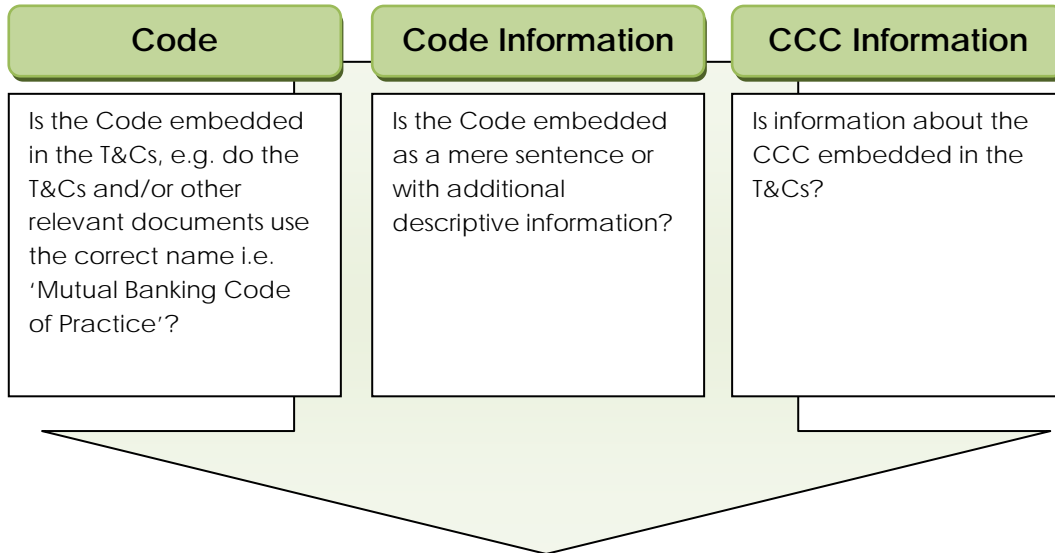 Code
Is the Code embedded
in the T&Cs, e.g. do the
T&Cs and/or other
relevant documents use
the correct name i.e.
‘Mutual Banking Code
of Practice’?
Code Information
Is the Code embedded
as a mere sentence or
with additional
descriptive information?
CCC Information
Is information about the
CCC embedded in the
T&Cs?